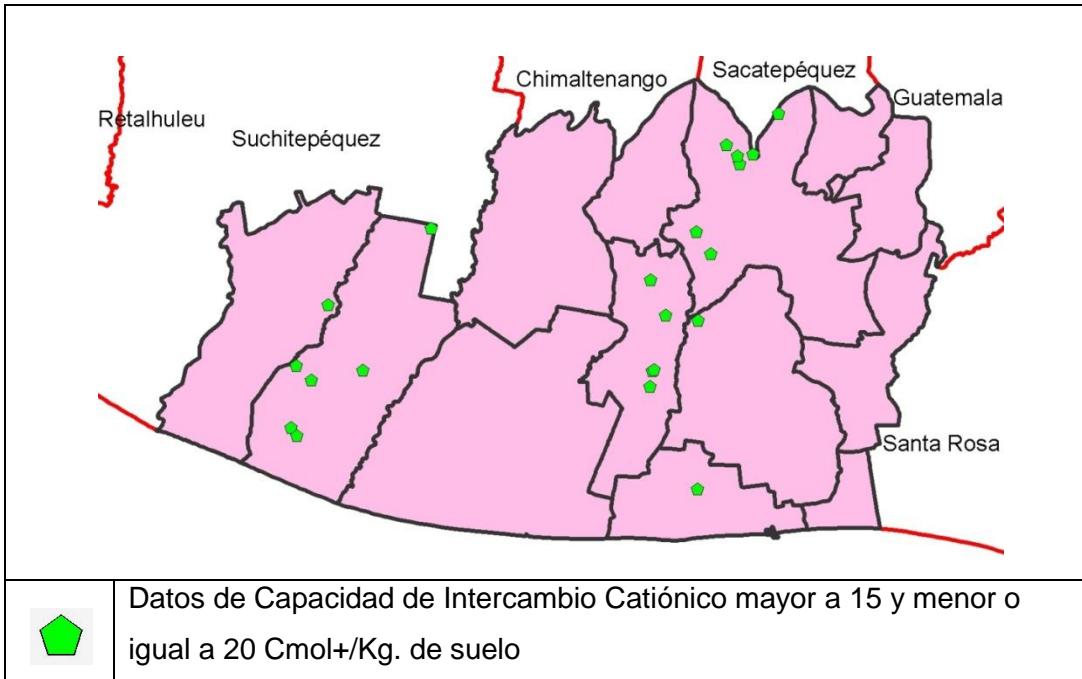 Chimaltenango
Sacatepéquez
Guatemala
Retalhuleu
Suchitepéquez
Santa Rosa
Datos de Capacidad de Intercambio Catiónico mayor a 15 y menor o
igual a 20 Cmol+/Kg. de suelo